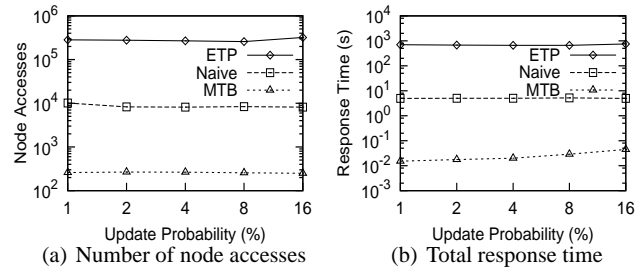 10^6
10^5
10^4
10^3
10^2
Node Accesses
ETP
Naive
MTB
1 2 4 8 16
Update Probability (%)
(a) Number of node accesses
10^4
10^3
10^2
10^1
10^0
10^-1
10^-2
10^-3
Response Time (s)
ETP
Naive
MTB
1 2 4 8 16
Update Probability (%)
(b) Total response time